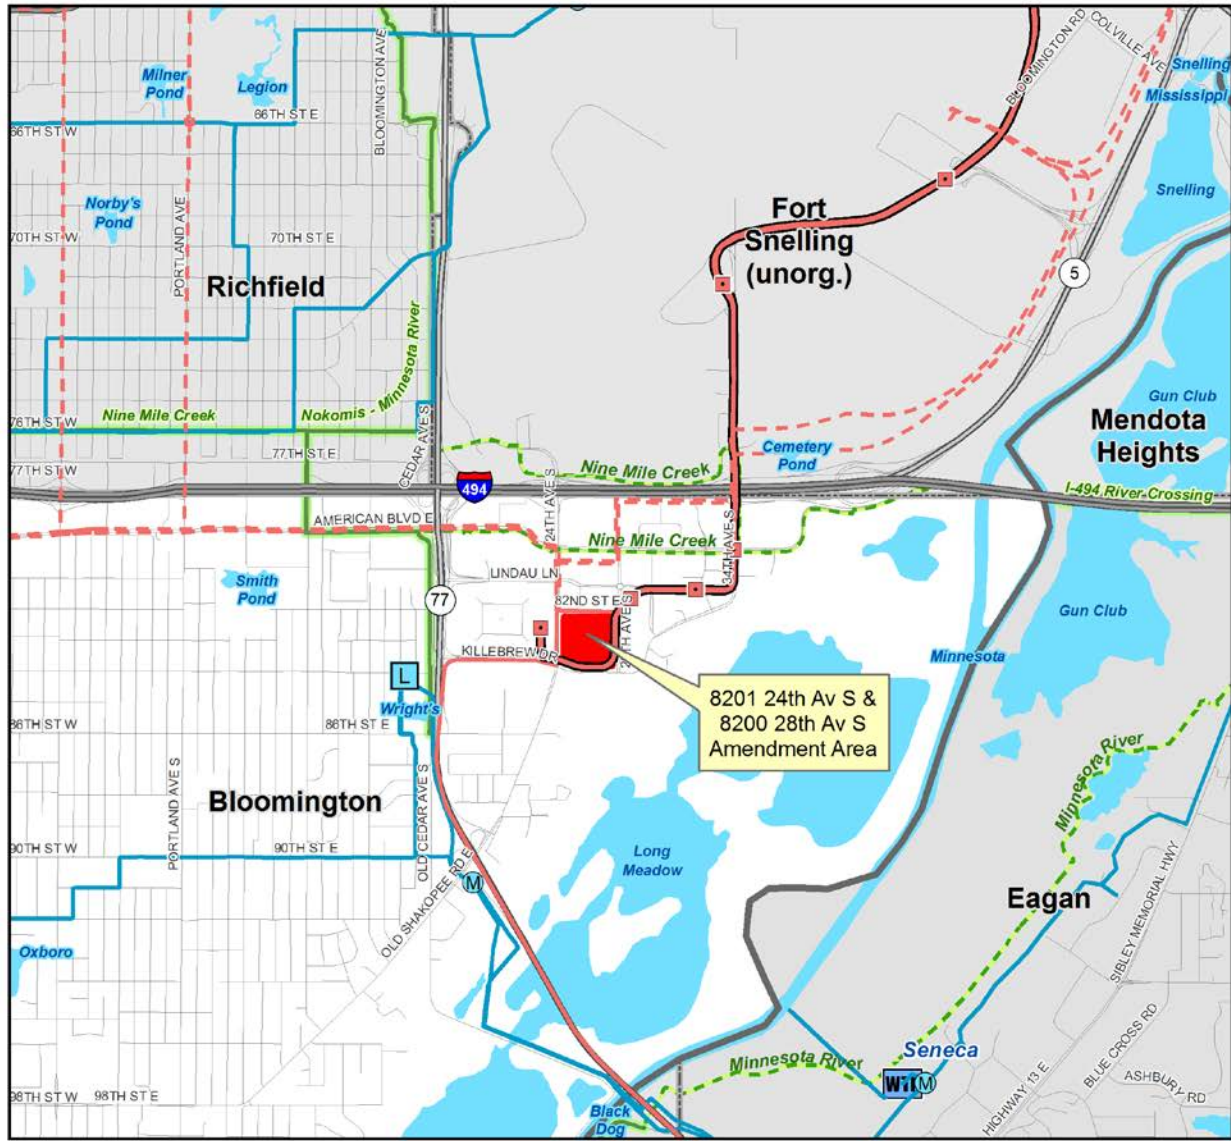 COLVILLE AVE
BLOOMINGTON RD
Snelling
Mississippi
Milner
Pond
Legion
BLOOMINGTON AVE
66TH ST E
66TH ST W
Norby's
Pond
PORTLAND AVE
Snelling
Fort
Snelling
(unorg.)
70TH ST W
70TH ST E
5
Richfield
Nine Mile Creek
Nokomis - Minnesota River
76TH ST W
77TH ST E
77TH ST W
CEDAR AVE S
Gun Club
Mendota
Heights
Cemetery
Pond
Nine Mile Creek
494
24TH AVE S
I-494 River Crossing
AMERICAN BLVD E
Nine Mile Creek
34TH AVE S
LINDAU LN
Smith
Pond
82ND ST E
77
Gun Club
KILLEBREW DR
Minnesota
L
Wright's
86TH ST E
8201 24th Av S &
8200 28th Av S
Amendment Area
Minnesota River
PORTLAND AVE S
Bloomington
OLD CEDAR AVE S
90TH ST W
90TH ST E
M
Long
Meadow
OLD SHAKOPEE RD E
Eagan
SIBLEY MEMORIAL HWY
Oxboro
BLUE CROSS RD
Seneca
Minnesota River
M
HIGHWAY 13 E
ASHBURY RD
98TH ST W
98TH ST E
Black
Dog